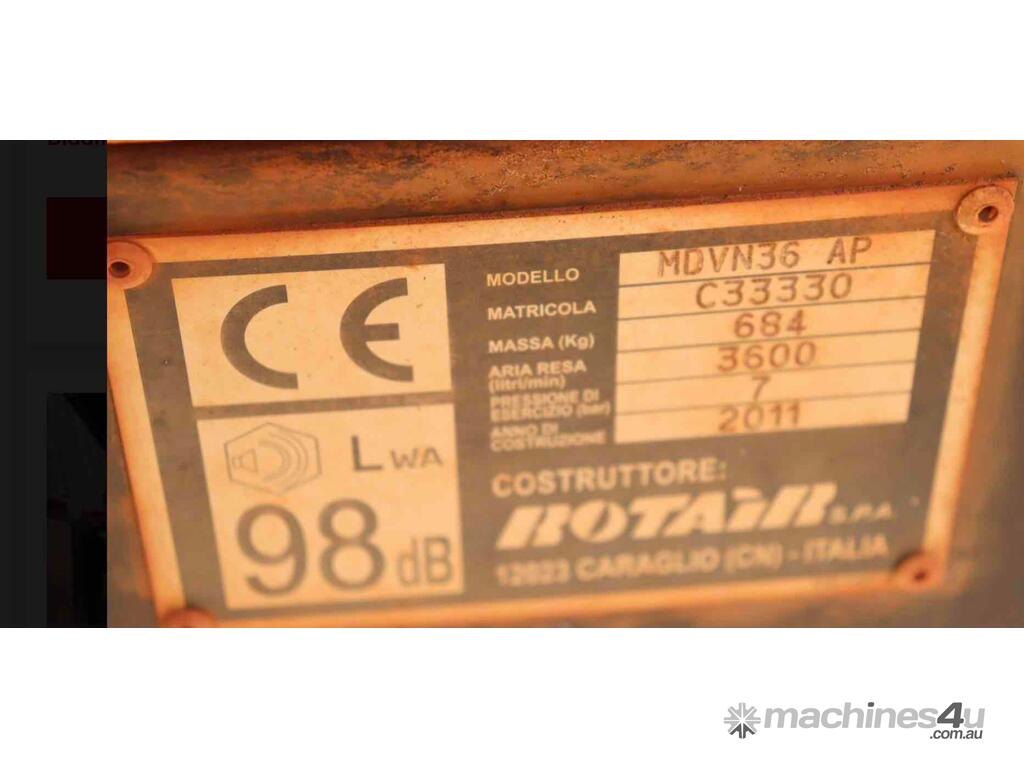 CE
LWA
98 dB
MODELLO MDVN36 AP
MATRICOLA C33330
MASSA (Kg) 684
ARIA RESA
(litri/min) 3600
PRESSIONE DI
ESERCIZIO (bar) 7
ANNO DI
COSTRUZIONE 2011
COSTRUTTORE:
ROTAIR S.P.A.
12023 CARAGLIO (CN) - ITALIA
machines4u
.com.au